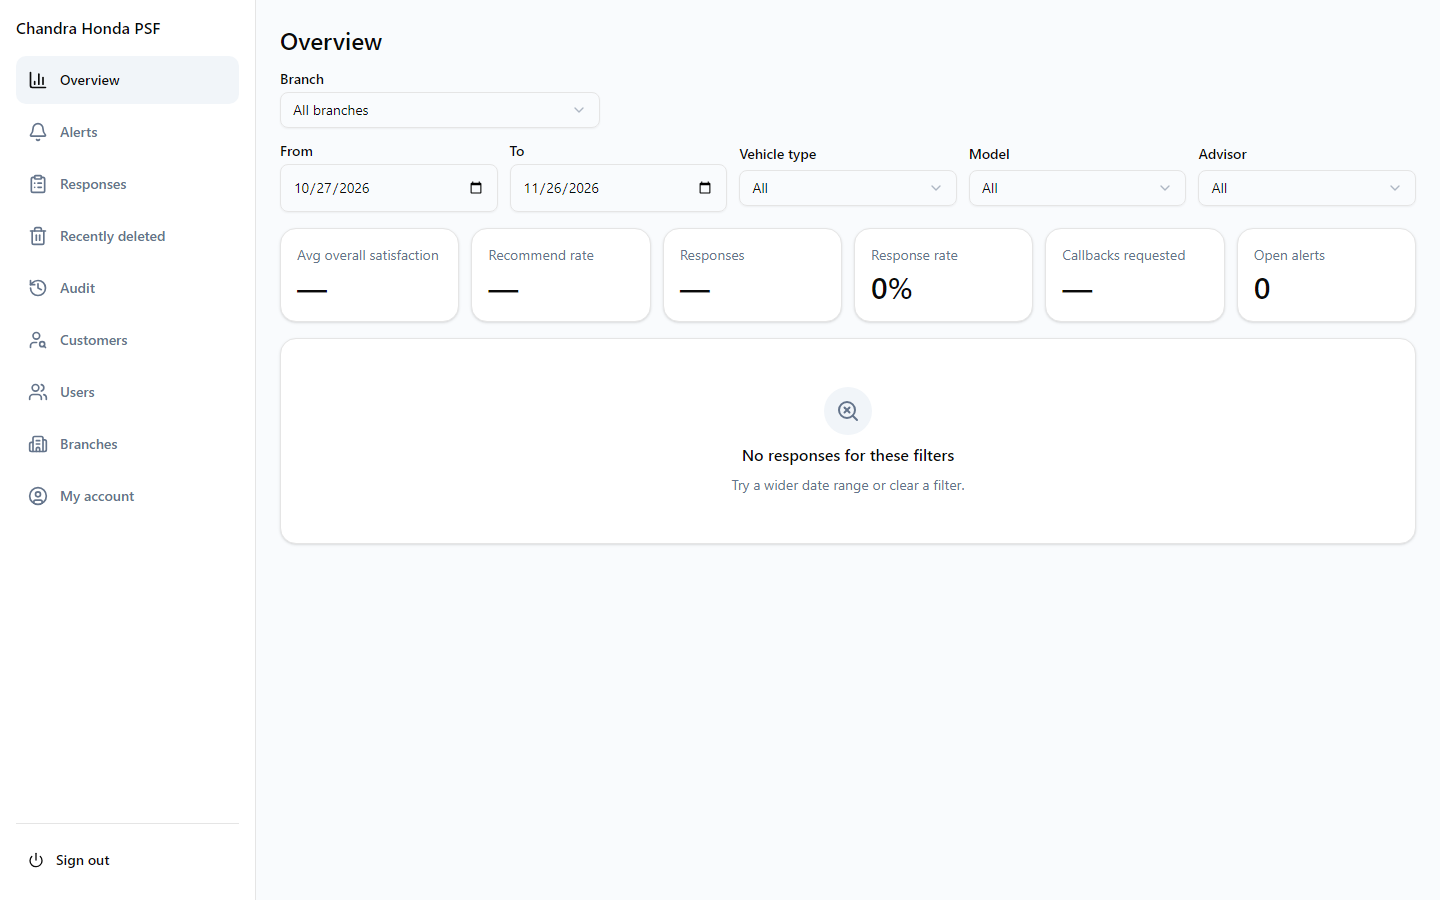 Chandra Honda PSF
Overview
Alerts
Responses
Recently deleted
Audit
Customers
Users
Branches
My account
Sign out
Overview
Branch
All branches
From
10/27/2026
To
11/26/2026
Vehicle type
All
Model
All
Advisor
All
Avg overall satisfaction
—
Recommend rate
—
Responses
—
Response rate
0%
Callbacks requested
—
Open alerts
0
No responses for these filters
Try a wider date range or clear a filter.